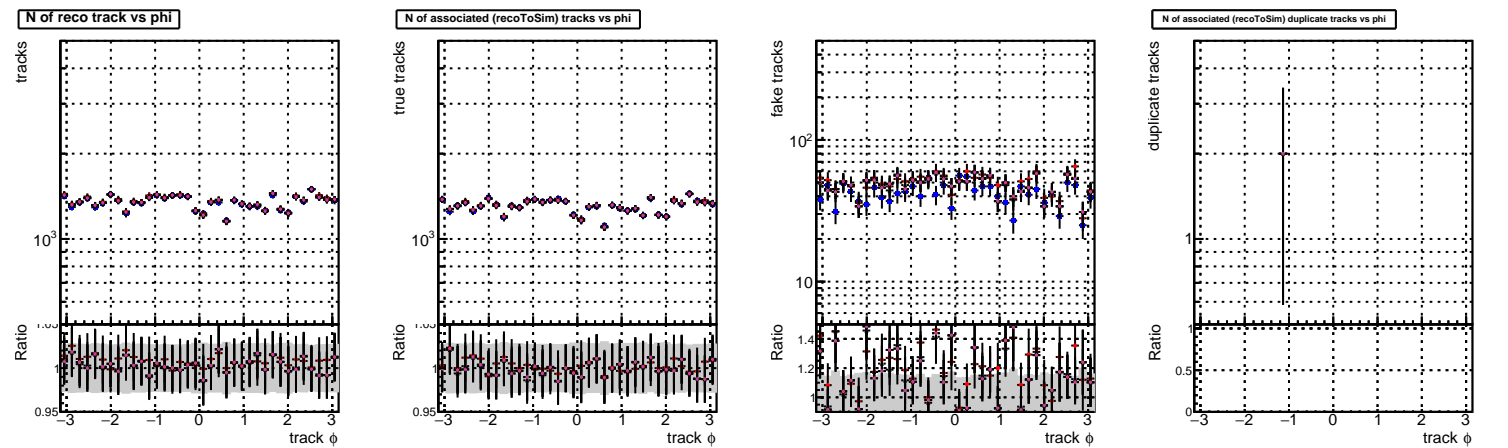 N of reco track vs phi
tracks
10³
Ratio
1
0.95
−3 −2 −1 0 1 2 3
track φ
N of associated (recoToSim) tracks vs phi
true tracks
10³
Ratio
1
0.95
−3 −2 −1 0 1 2 3
track φ
fake tracks
10²
10
Ratio
1.4
1.2
1
−3 −2 −1 0 1 2 3
track φ
N of associated (recoToSim) duplicate tracks vs phi
duplicate tracks
1
Ratio
1
0.5
0
−3 −2 −1 0 1 2 3
track φ